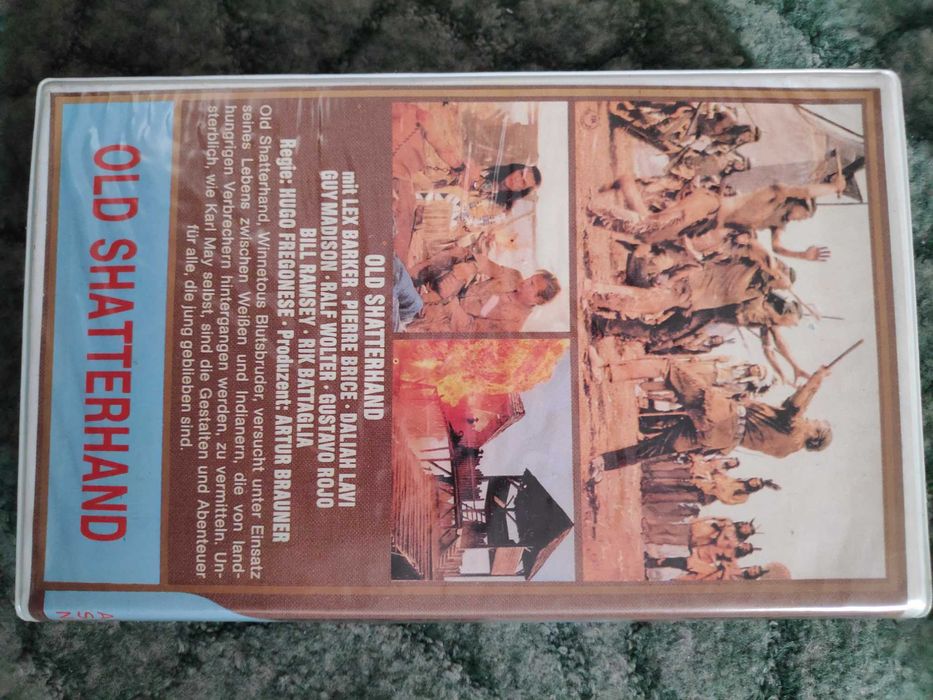 OLD SHATTERHAND
mit LEX BARKER · PIERRE BRICE · DALIAH LAVI
GUY MADISON · RALF WOLTER · GUSTAVO ROJO
BILL RAMSEY · RIK BATTAGLIA
Regie: HUGO FREGONESE · Produzent: ARTUR BRAUNER
Old Shatterhand, Winnetous Blutsbruder, versucht unter Einsatz
seines Lebens zwischen Weißen und Indianern, die von land-
hungrigen Verbrechern hintergangen werden, zu vermitteln. Un-
sterblich, wie Karl May selbst, sind die Gestalten und Abenteuer
für alle, die jung geblieben sind.
OLD SHATTERHAND